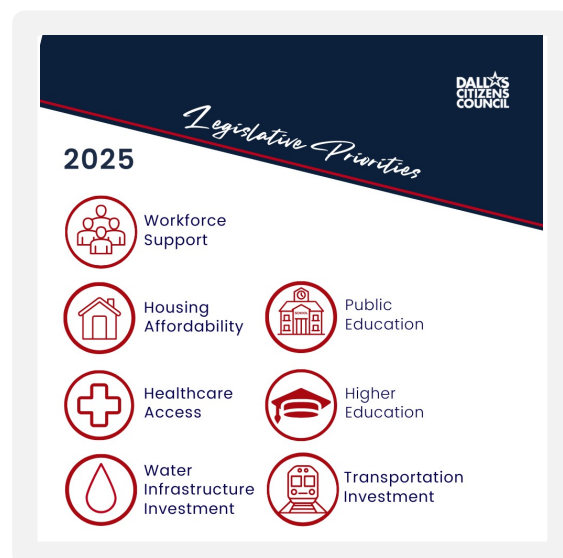 DALLAS
CITIZENS
COUNCIL
Legislative Priorities
2025
Workforce
Support
Housing
Affordability
Public
Education
Healthcare
Access
Higher
Education
Water
Infrastructure
Investment
Transportation
Investment
SCHOOL